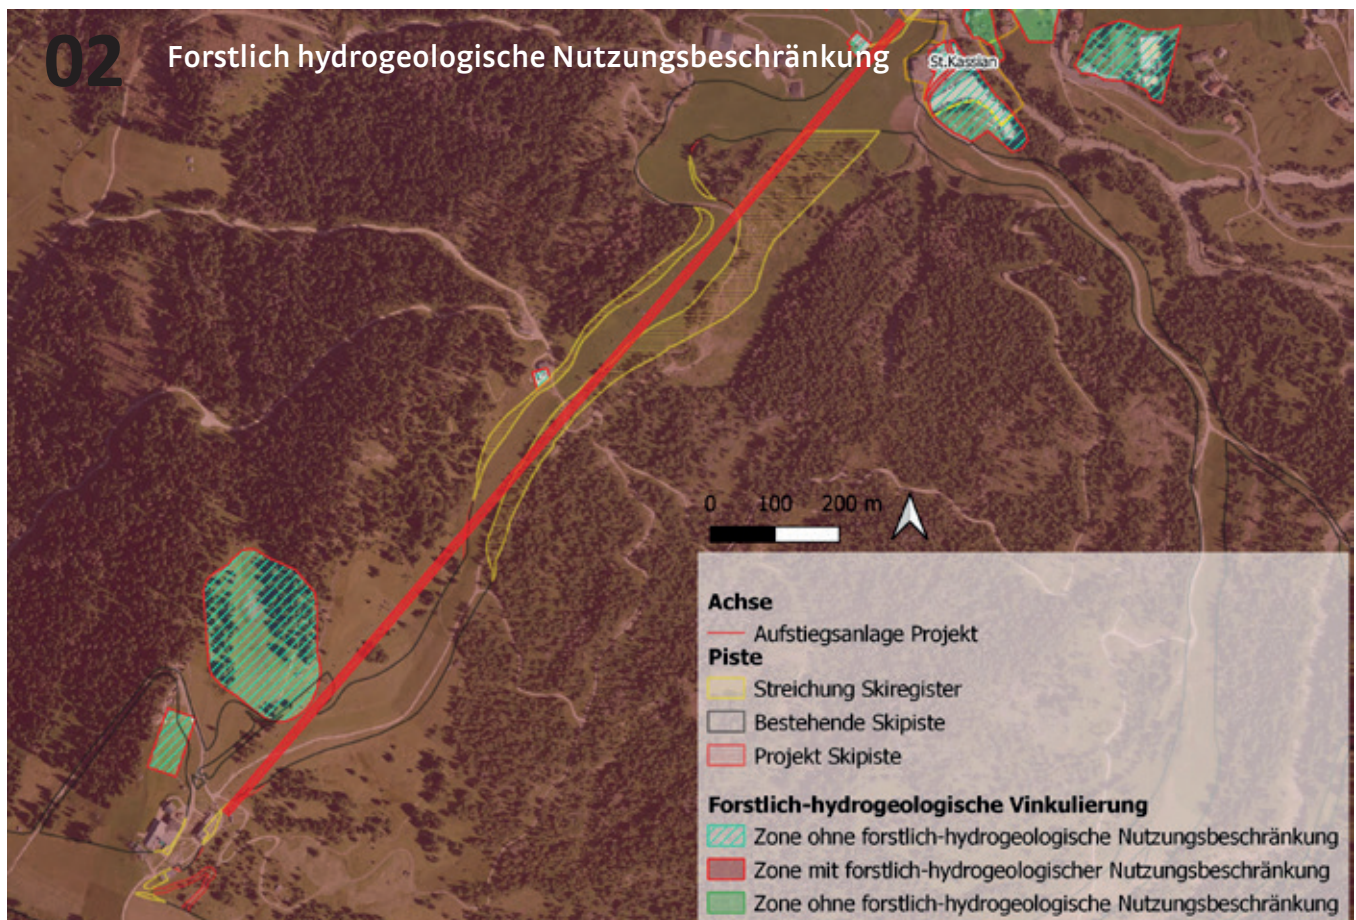 02
Forstlich hydrogeologische Nutzungsbeschränkung
St.Kassian
0 100 200 m
Achse
Aufstiegsanlage Projekt
Piste
Streichung Skiregister
Bestehende Skipiste
Projekt Skipiste
Forstlich-hydrogeologische Vinkulierung
Zone ohne forstlich-hydrogeologische Nutzungsbeschränkung
Zone mit forstlich-hydrogeologischer Nutzungsbeschränkung
Zone ohne forstlich-hydrogeologische Nutzungsbeschränkung